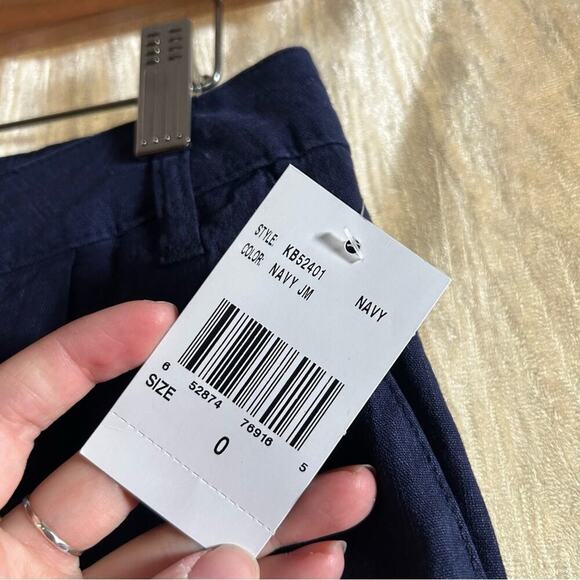 STYLE: KB52401
COLOR: NAVY JM NAVY
6 52874 76916 5
SIZE 0